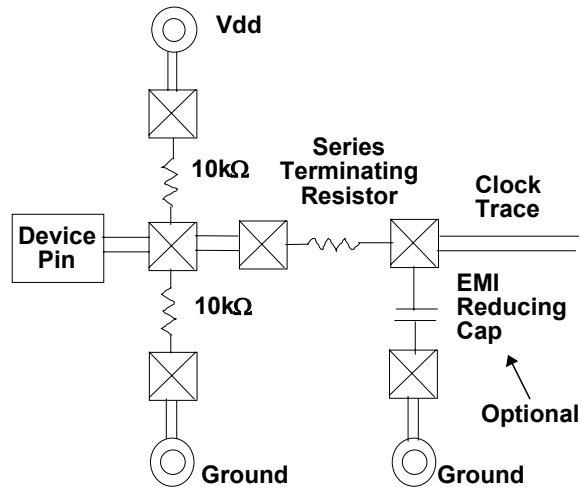 Vdd
10kΩ
Series
Terminating
Resistor
Clock
Trace
Device
Pin
10kΩ
EMI
Reducing
Cap
Optional
Ground
Ground